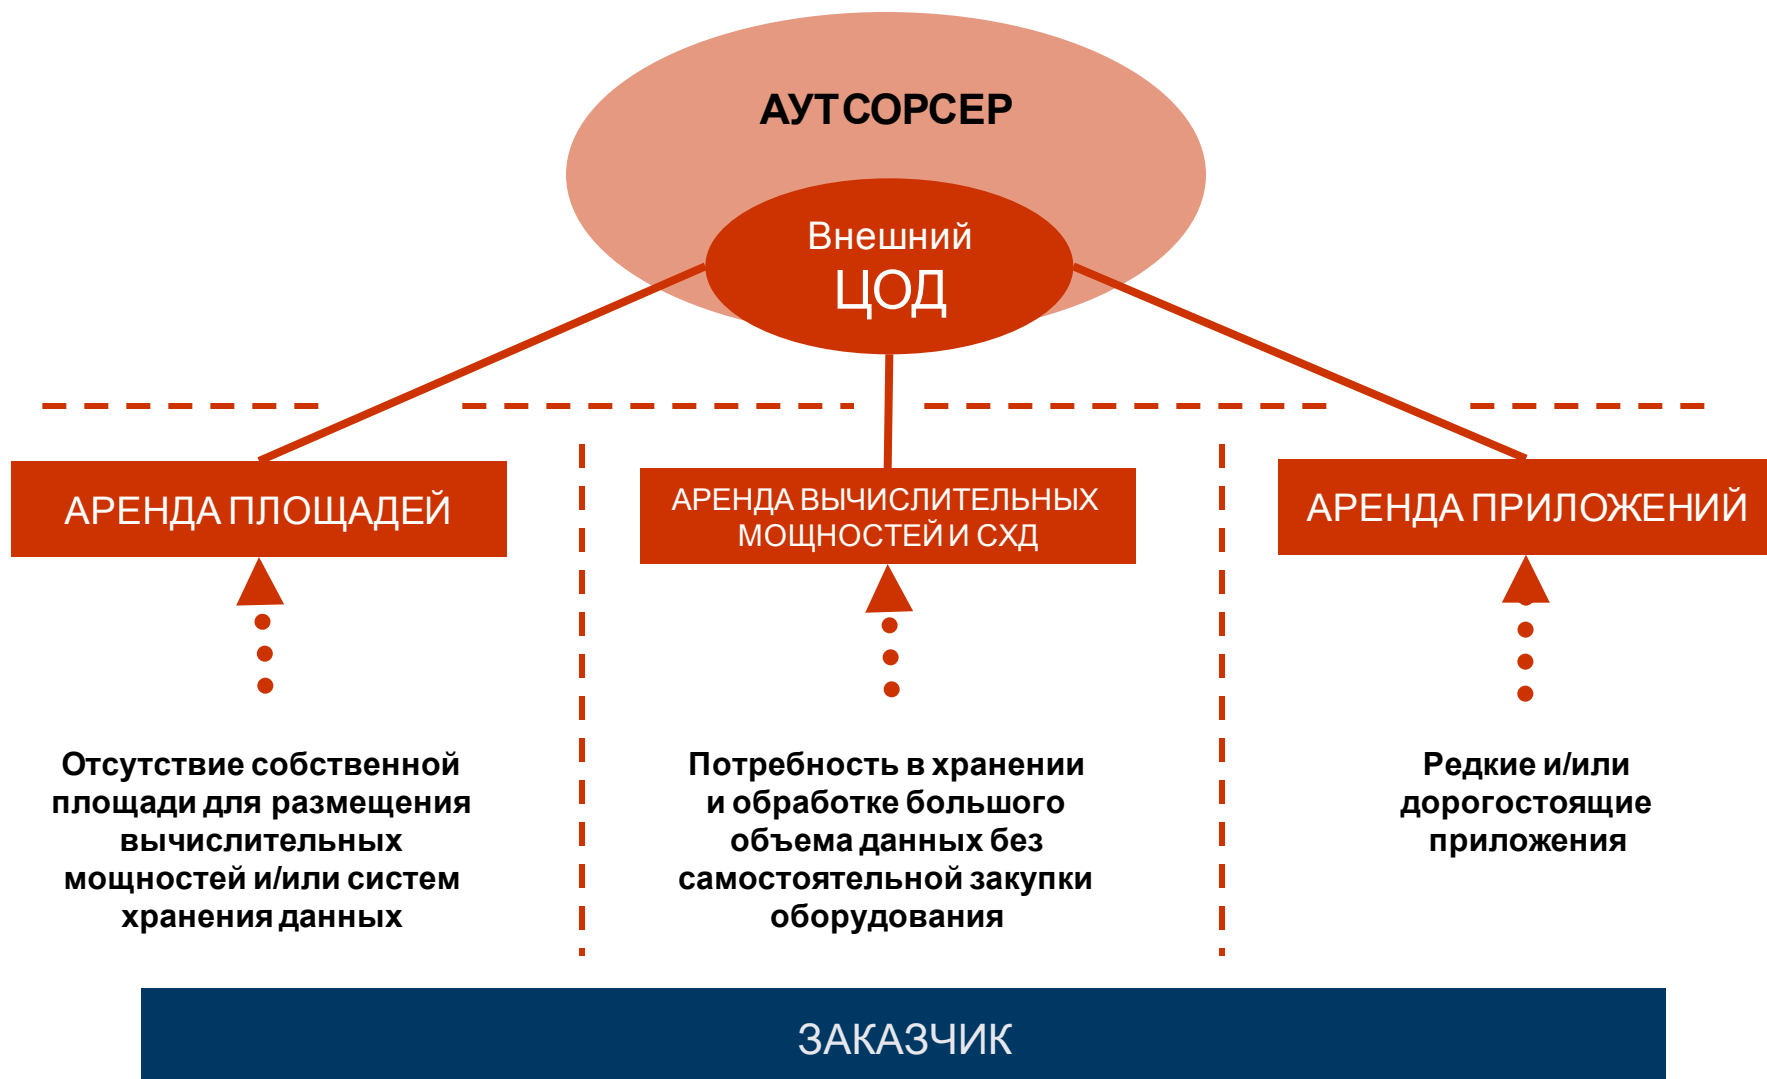 АУТСОРСЕР
Внешний
ЦОД
АРЕНДА ПЛОЩАДЕЙ
АРЕНДА ВЫЧИСЛИТЕЛЬНЫХ
МОЩНОСТЕЙ И СХД
АРЕНДА ПРИЛОЖЕНИЙ
Отсутствие собственной
площади для размещения
вычислительных
мощностей и/или систем
хранения данных
Потребность в хранении
и обработке большого
объема данных без
самостоятельной закупки
оборудования
Редкие и/или
дорогостоящие
приложения
ЗАКАЗЧИК